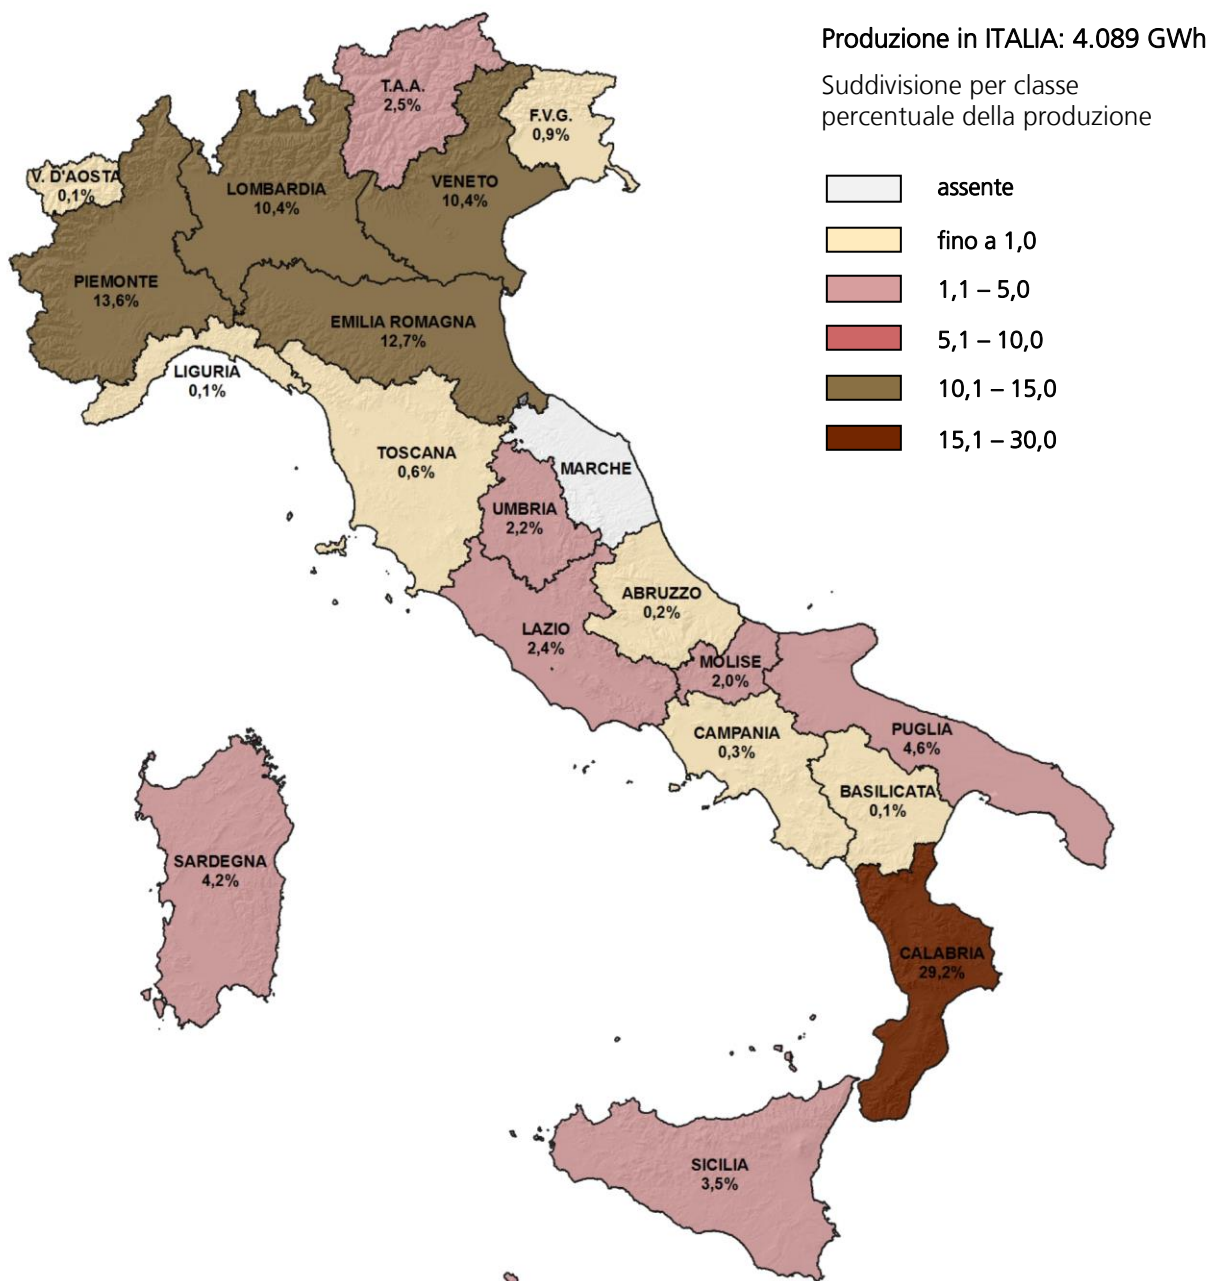 Produzione in ITALIA: 4.089 GWh
Suddivisione per classe
percentuale della produzione
assente
fino a 1,0
1,1 – 5,0
5,1 – 10,0
10,1 – 15,0
15,1 – 30,0
T.A.A.
2,5%
F.V.G.
0,9%
V. D'AOSTA
0,1%
LOMBARDIA
10,4%
VENETO
10,4%
PIEMONTE
13,6%
EMILIA ROMAGNA
12,7%
LIGURIA
0,1%
TOSCANA
0,6%
MARCHE
UMBRIA
2,2%
ABRUZZO
0,2%
LAZIO
2,4%
MOLISE
2,0%
CAMPANIA
0,3%
PUGLIA
4,6%
BASILICATA
0,1%
SARDEGNA
4,2%
CALABRIA
29,2%
SICILIA
3,5%